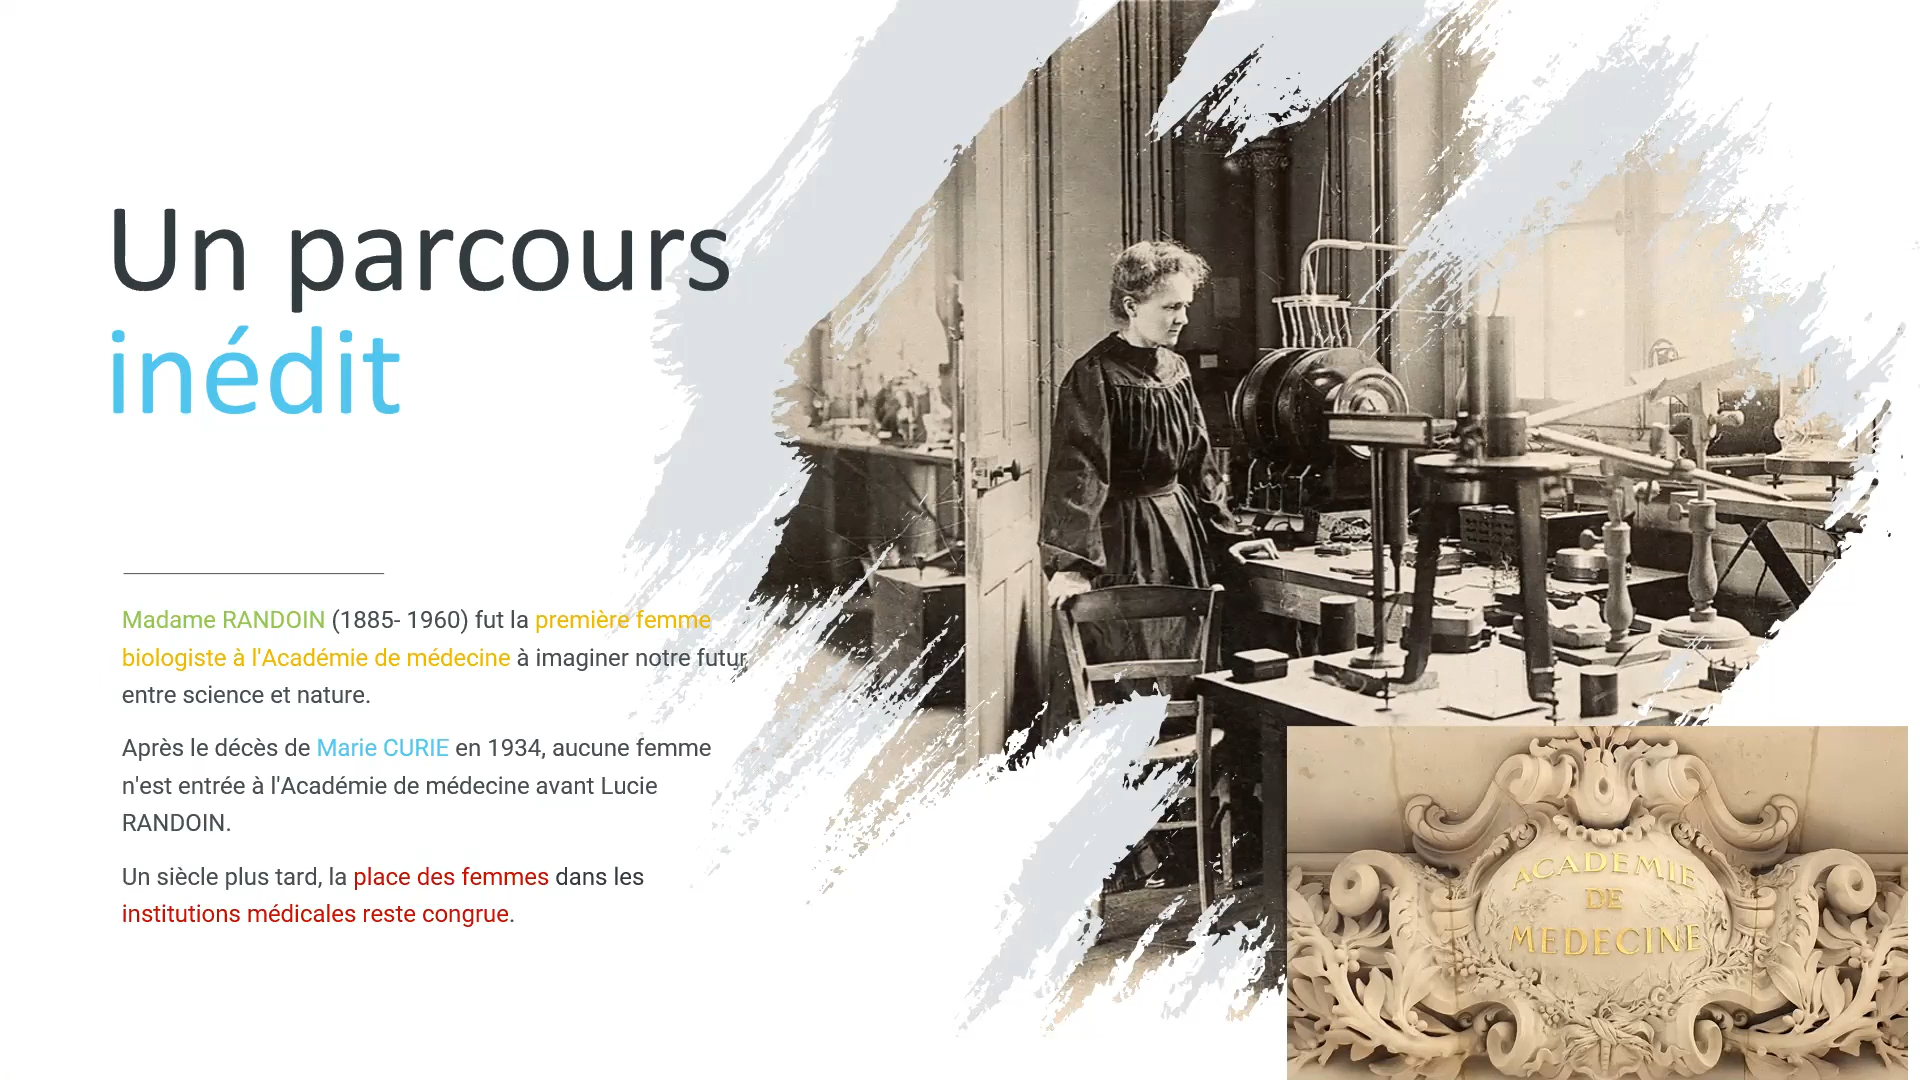 Un parcours
inédit
Madame RANDOIN (1885- 1960) fut la première femme
biologiste à l'Académie de médecine à imaginer notre futur
entre science et nature.
Après le décès de Marie CURIE en 1934, aucune femme
n'est entrée à l'Académie de médecine avant Lucie
RANDOIN.
Un siècle plus tard, la place des femmes dans les
institutions médicales reste congrue.
ACADEMIE
DE
MEDECINE